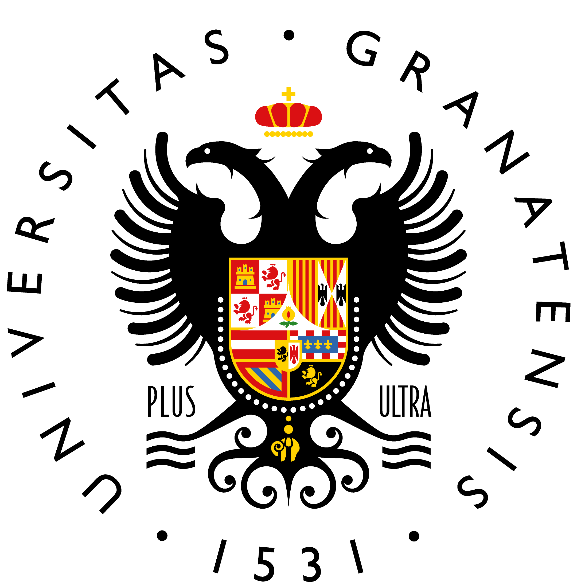 UNIVERSITAS
GRANATENSIS
PLUS
ULTRA
1531